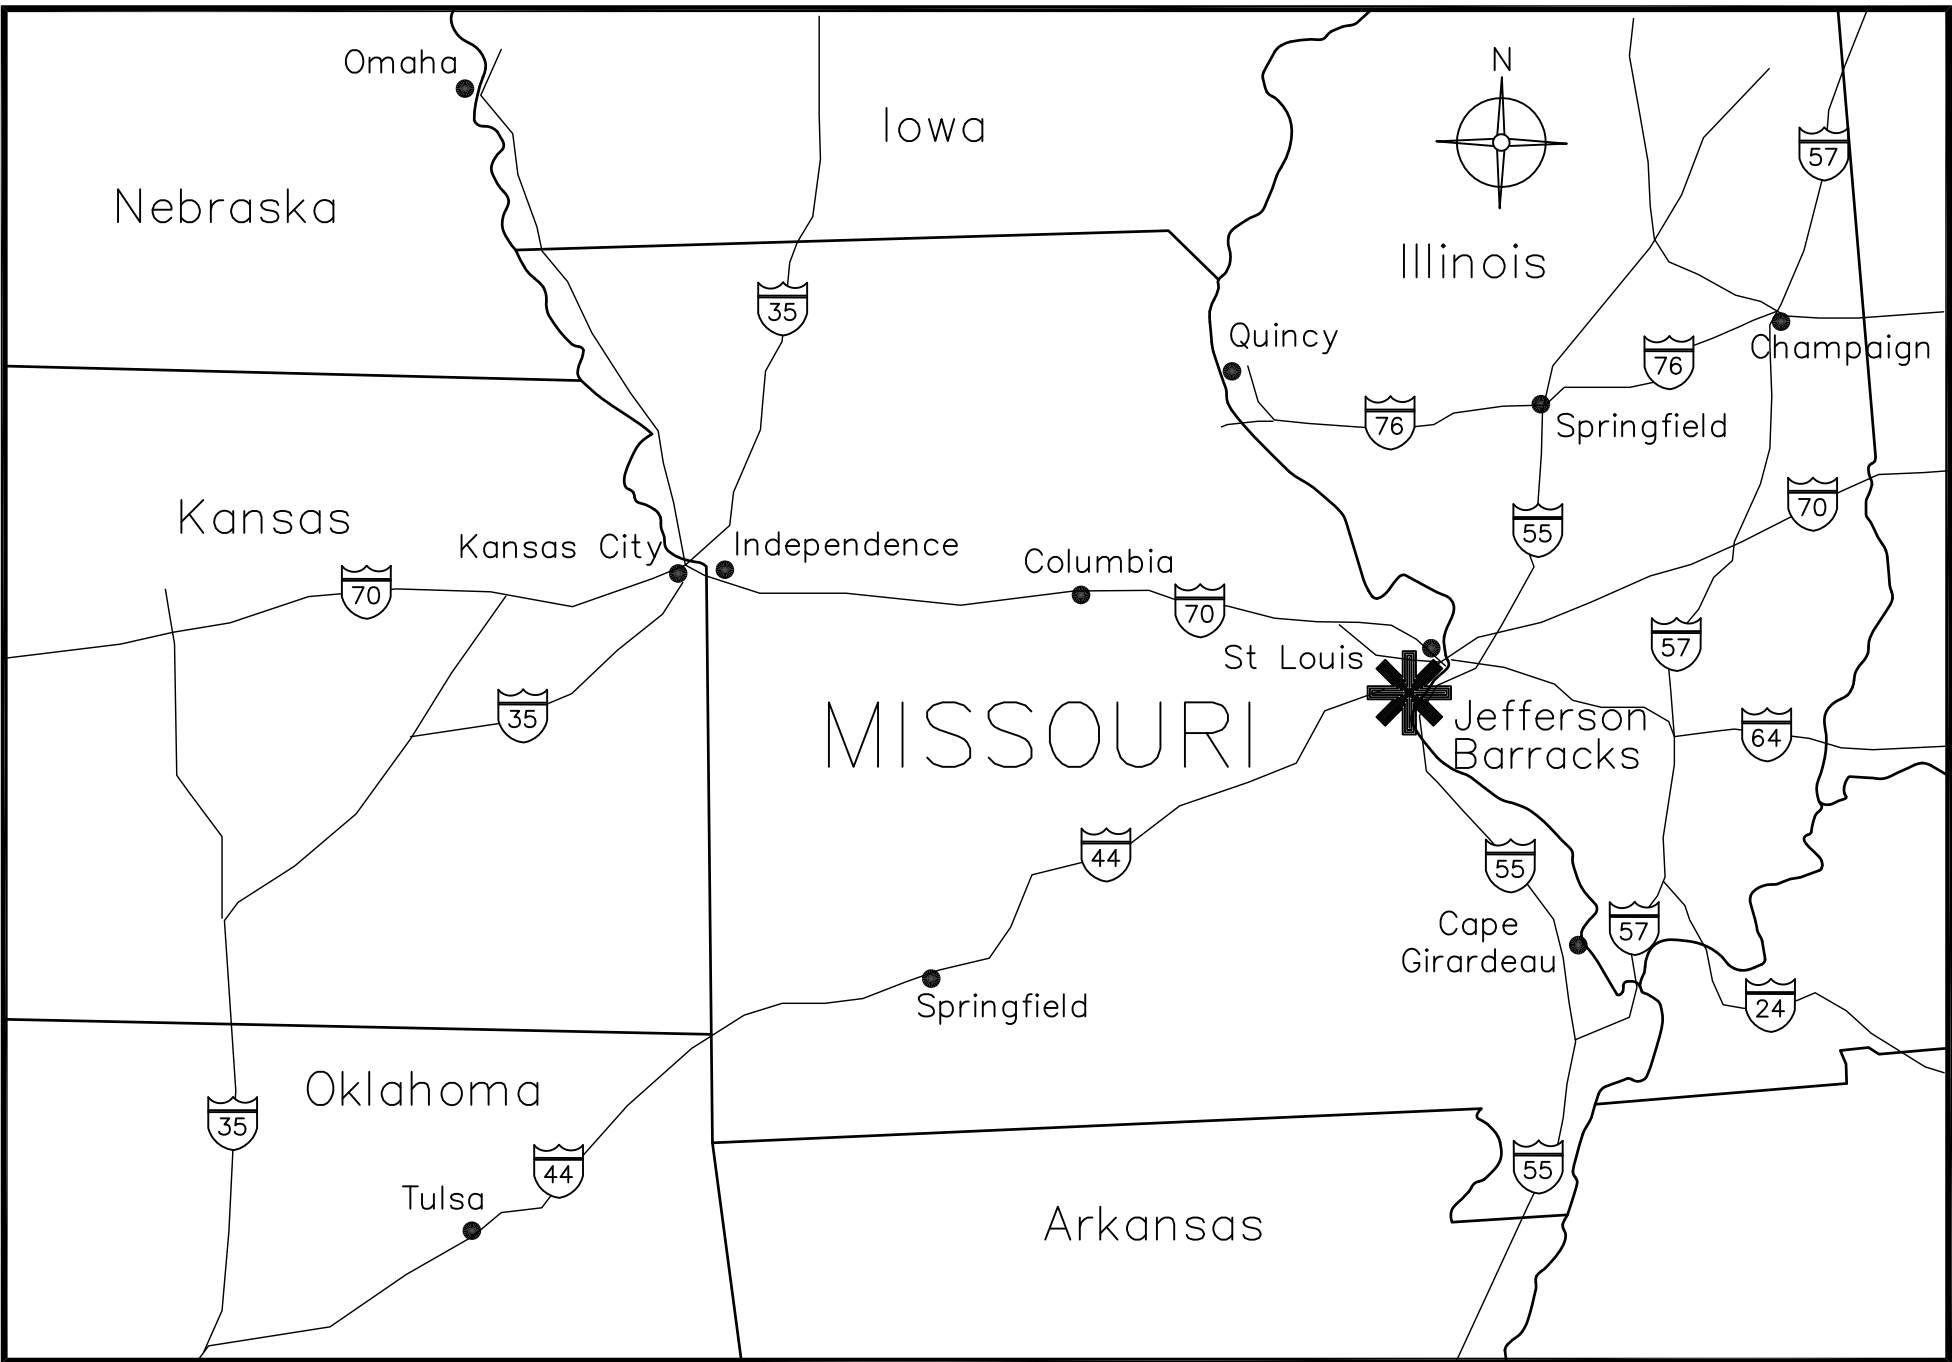 Omaha
N
Iowa
57
Nebraska
Illinois
35
Quincy
76
Champaign
76
Springfield
Kansas
70
55
Kansas City
Independence
Columbia
70
70
57
St Louis
35
MISSOURI
Jefferson
Barracks
64
44
55
Cape
Girardeau
57
Springfield
24
Oklahoma
35
44
55
Tulsa
Arkansas